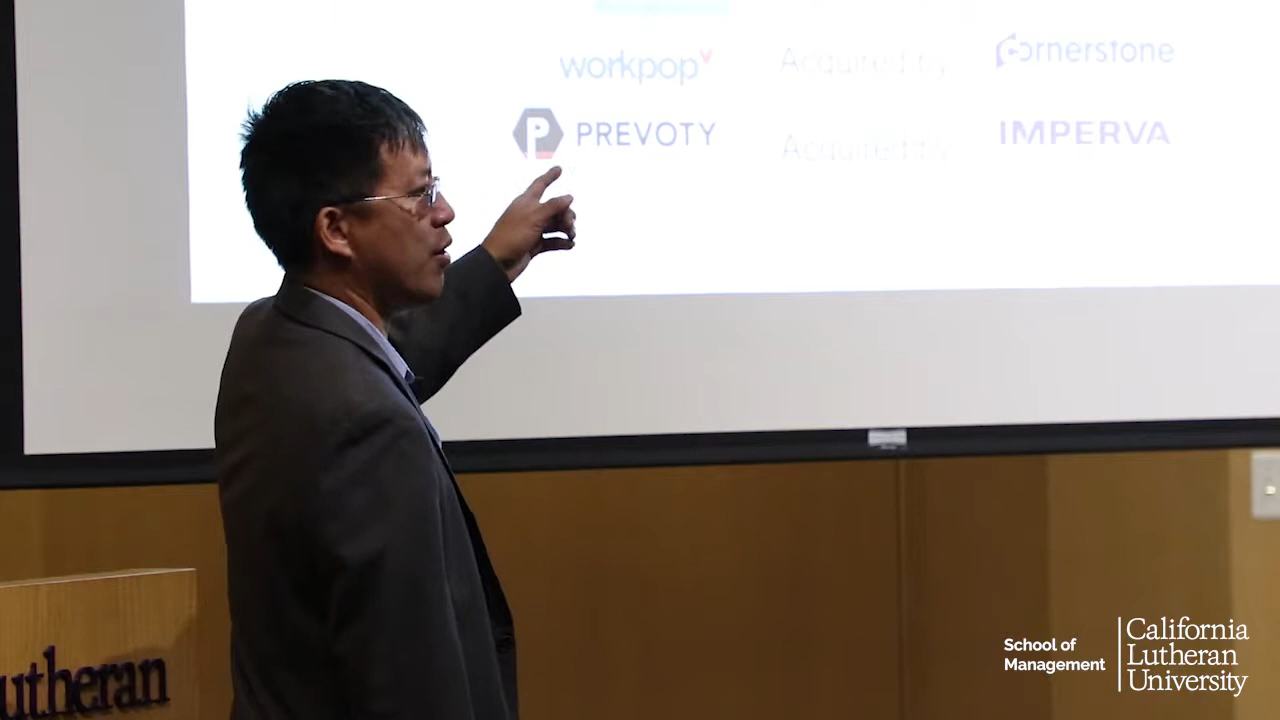 workpop
Acquired by
Cornerstone
PREVOTY
Acquired by
IMPERVA
utheran
School of
Management
California
Lutheran
University